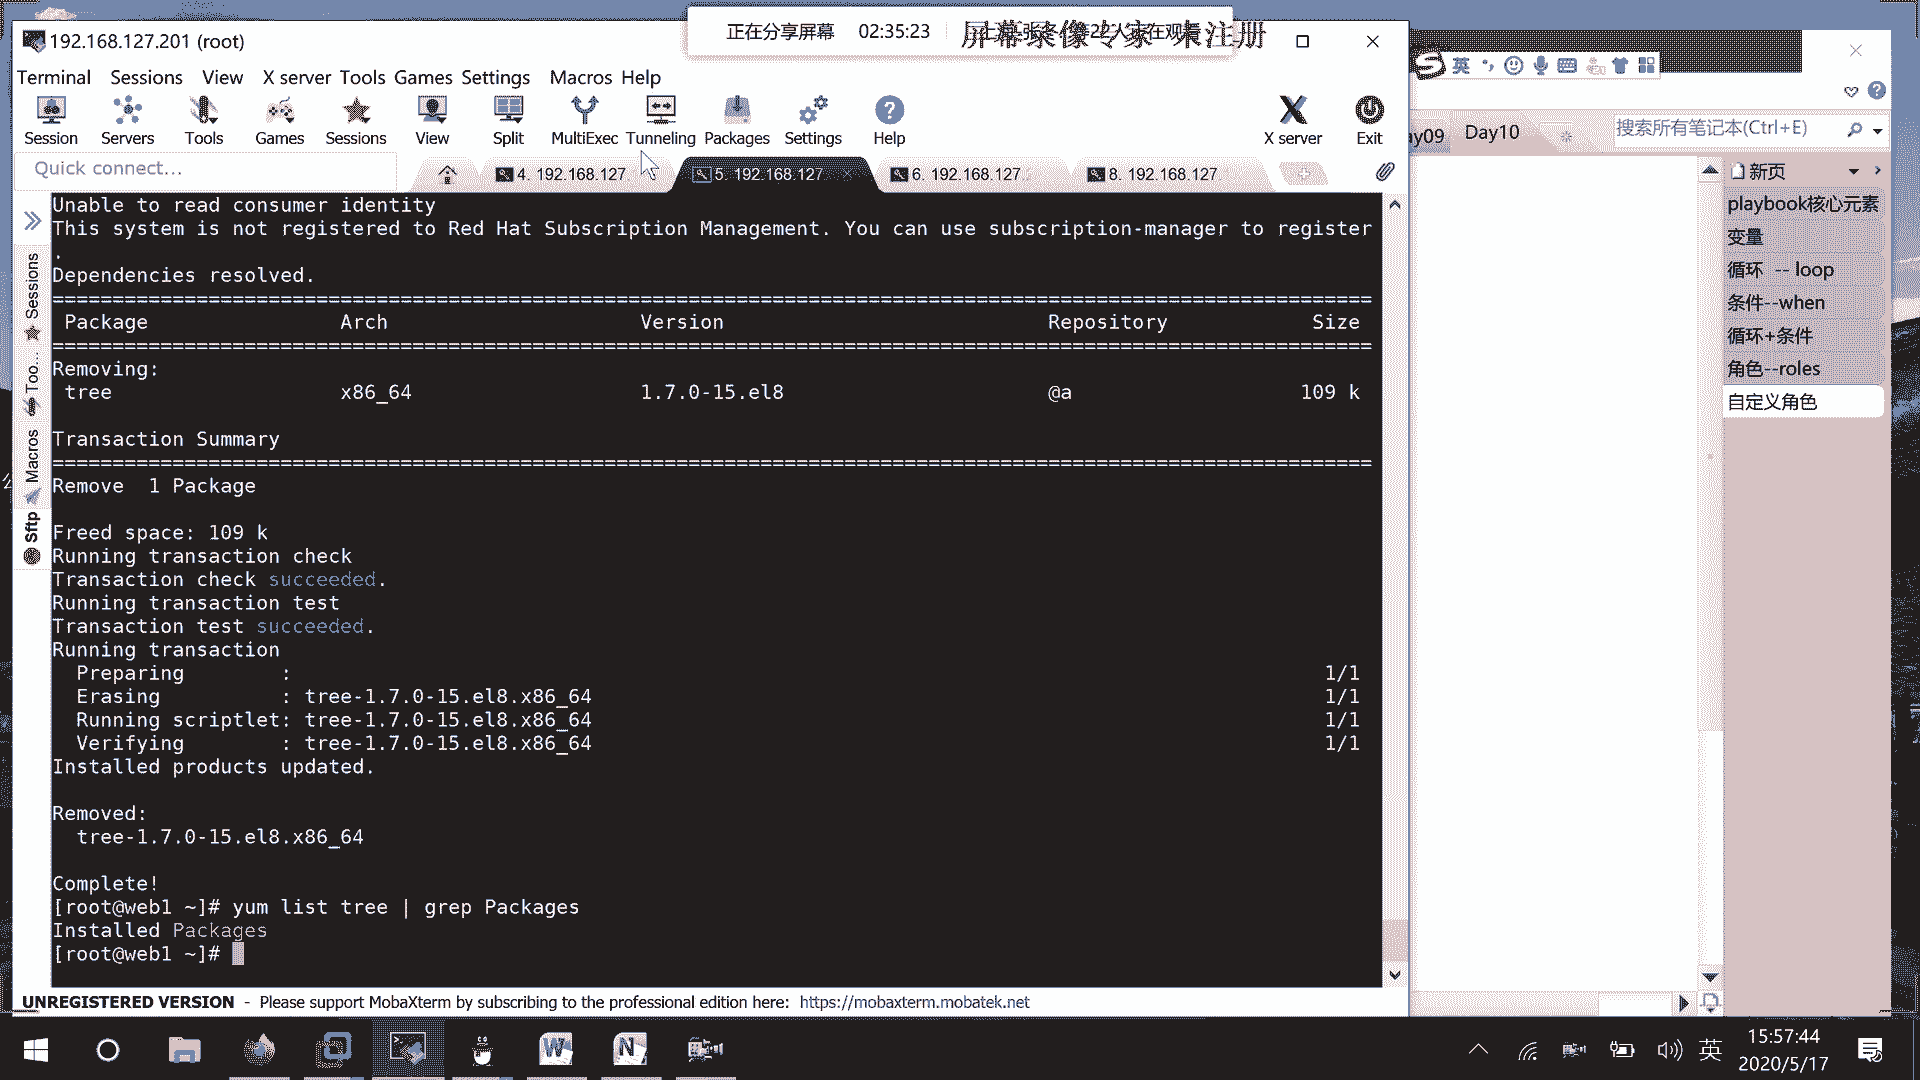 192.168.127.201 (root)
正在分享屏幕 02:35:23
屏幕录像专家 未注册
Terminal Sessions View X server Tools Games Settings Macros Help
Session Servers Tools Games Sessions View Split MultiExec Tunneling Packages Settings Help X server Exit
Quick connect...
4. 192.168.127
5. 192.168.127
6. 192.168.127
8. 192.168.127
Sessions
Too...
Macros
Sftp
Unable to read consumer identity
This system is not registered to Red Hat Subscription Management. You can use subscription-manager to register
.
Dependencies resolved.
Package Arch Version Repository Size
Removing:
tree x86_64 1.7.0-15.el8 @a 109 k
Transaction Summary
Remove 1 Package
Freed space: 109 k
Running transaction check
Transaction check succeeded.
Running transaction test
Transaction test succeeded.
Running transaction
Preparing : 1/1
Erasing : tree-1.7.0-15.el8.x86_64 1/1
Running scriptlet: tree-1.7.0-15.el8.x86_64 1/1
Verifying : tree-1.7.0-15.el8.x86_64 1/1
Installed products updated.
Removed:
tree-1.7.0-15.el8.x86_64
Complete!
[root@web1 ~]# yum list tree | grep Packages
Installed Packages
[root@web1 ~]#
UNREGISTERED VERSION - Please support MobaXterm by subscribing to the professional edition here: https://mobaxterm.mobatek.net
英
ay09 Day10
搜索所有笔记本(Ctrl+E)
新页
playbook核心元素
变量
循环 -- loop
条件--when
循环+条件
角色--roles
自定义角色
英
15:57:44
2020/5/17